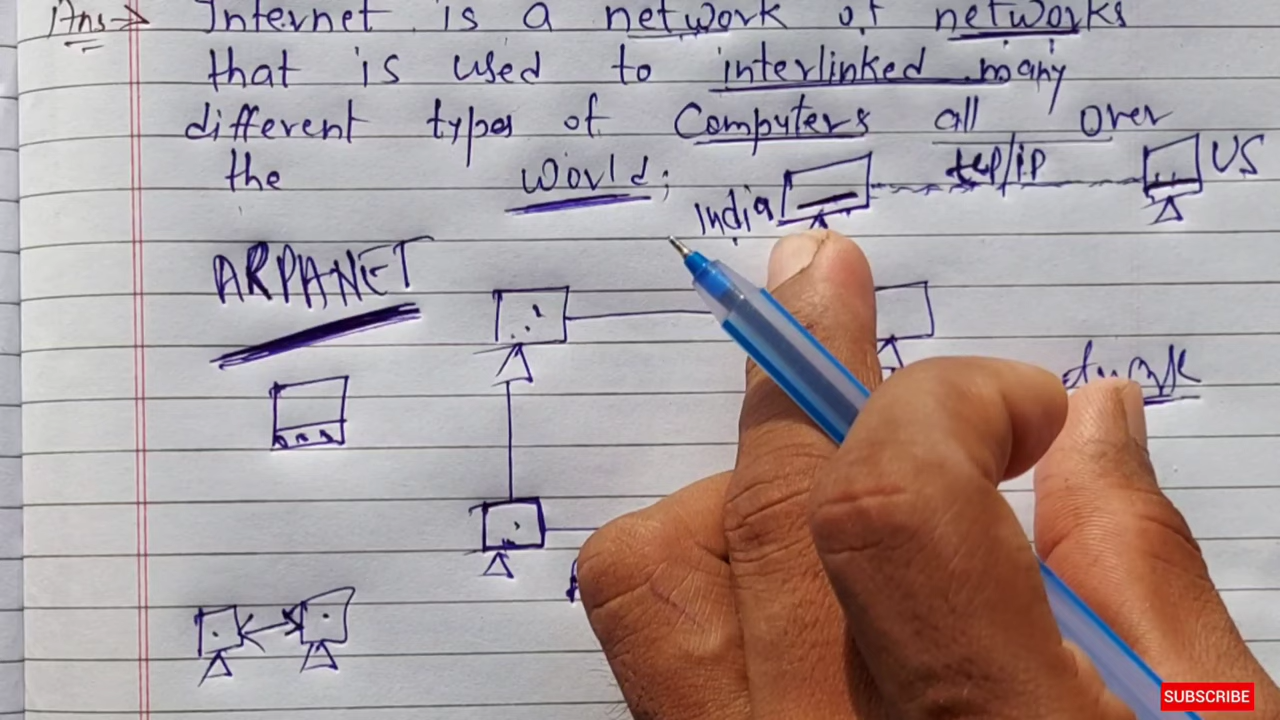 Ans→ Internet is a network of networks
that is used to interlinked many
different types of Computers all over
the World;
tcp/ip
India
US
ARPANET
SUBSCRIBE